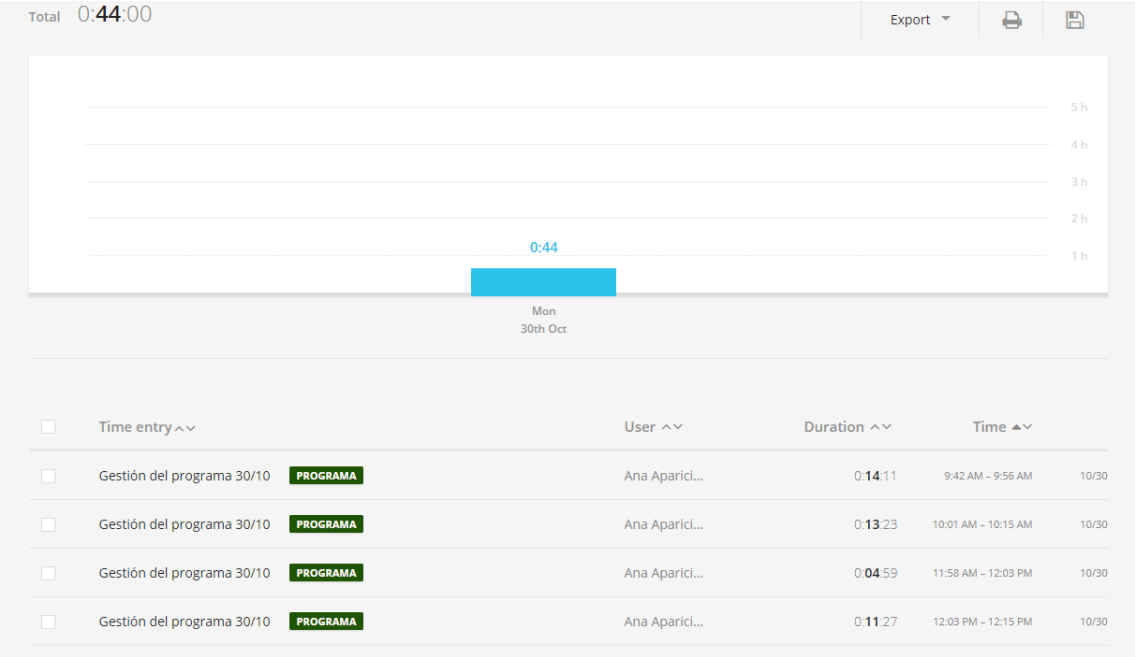 Total 0:44:00 Export
5 h
4 h
3 h
2 h
0:44
1 h
Mon
30th Oct
Time entry User Duration Time
Gestión del programa 30/10 PROGRAMA Ana Aparici... 0:14:11 9:42 AM – 9:56 AM 10/30
Gestión del programa 30/10 PROGRAMA Ana Aparici... 0:13:23 10:01 AM – 10:15 AM 10/30
Gestión del programa 30/10 PROGRAMA Ana Aparici... 0:04:59 11:58 AM – 12:03 PM 10/30
Gestión del programa 30/10 PROGRAMA Ana Aparici... 0:11:27 12:03 PM – 12:15 PM 10/30